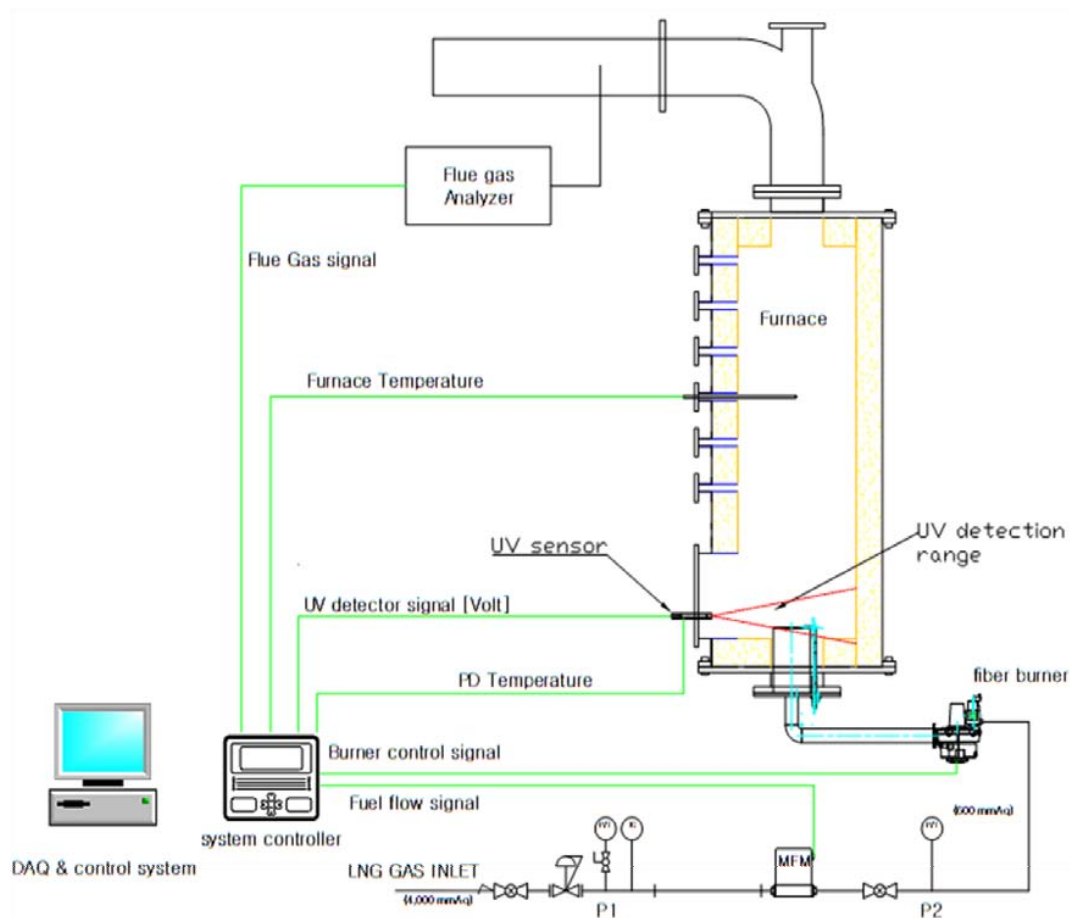 Flue gas
Analyzer
Flue Gas signal
Furnace
Furnace Temperature
UV sensor
UV detection
range
UV detector signal [Volt]
PD Temperature
fiber burner
Burner control signal
Fuel flow signal
(600 mmAq)
system controller
DAQ & control system
LNG GAS INLET
(4,000 mmAq)
MFM
P1
P2